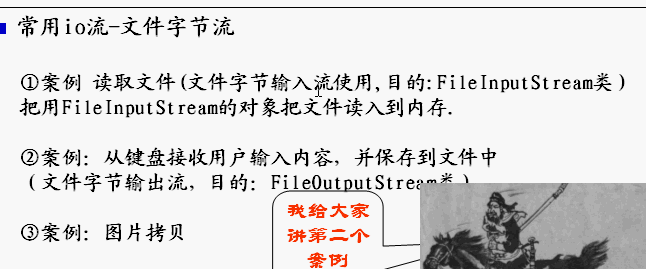 常用io流-文件字节流
①案例 读取文件(文件字节输入流使用,目的:FileInputStream类)
把用FileInputStream的对象把文件读入到内存.
②案例: 从键盘接收用户输入内容, 并保存到文件中
(文件字节输出流, 目的: FileOutputStream类)
③案例: 图片拷贝
我给大家
讲第二个
案例